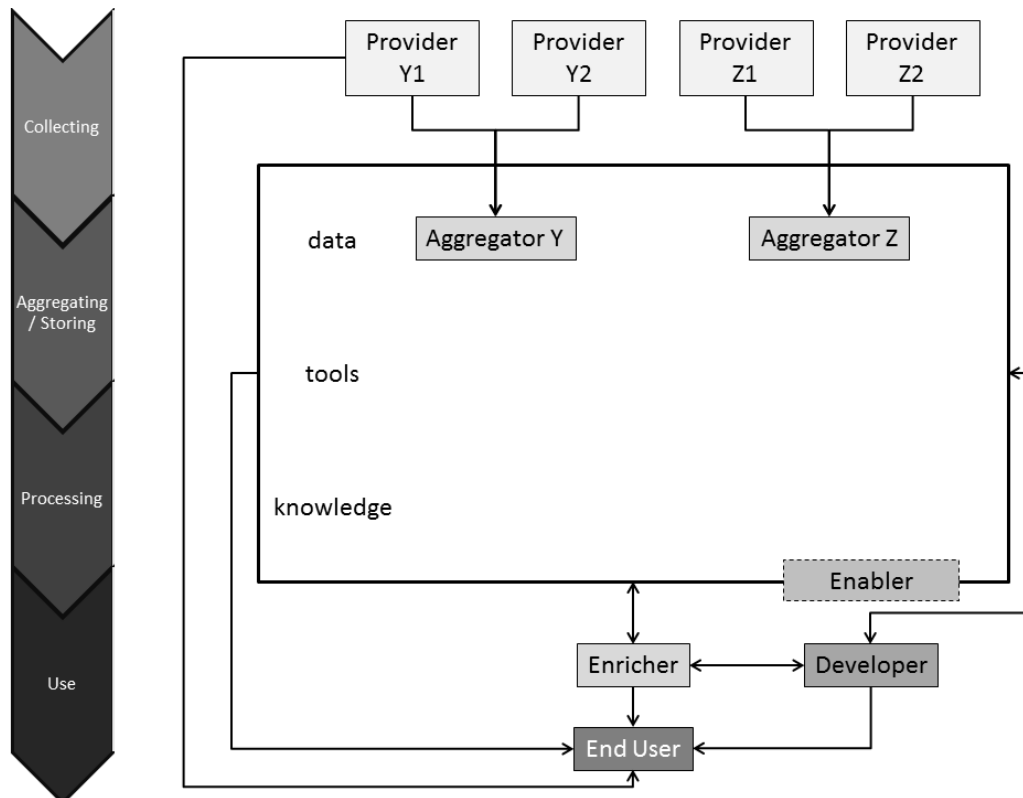 Provider
Y1
Provider
Y2
Provider
Z1
Provider
Z2
Collecting
data
Aggregator Y
Aggregator Z
Aggregating
/ Storing
tools
Processing
knowledge
Enabler
Use
Enricher
Developer
End User